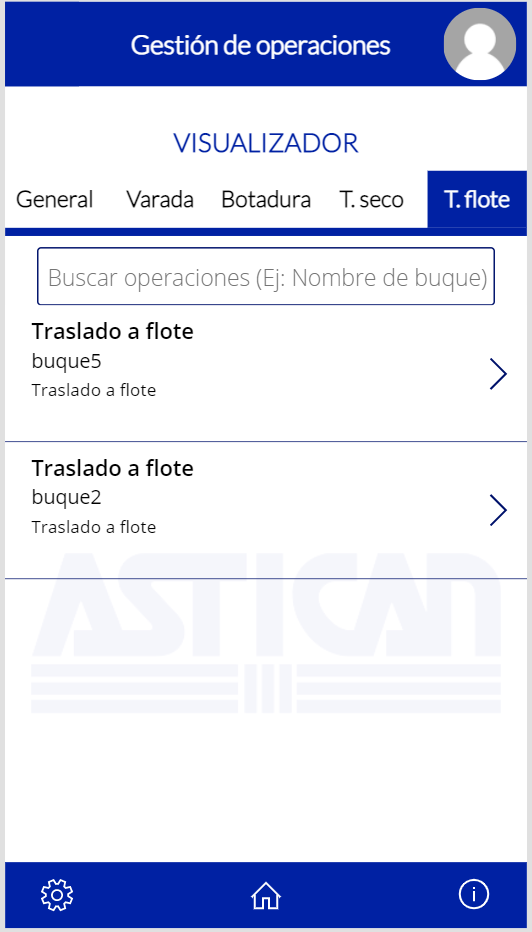 Gestión de operaciones
VISUALIZADOR
General Varada Botadura T. seco T. flote
Buscar operaciones (Ej: Nombre de buque)
Traslado a flote
buque5
Traslado a flote
Traslado a flote
buque2
Traslado a flote
ASTICAN